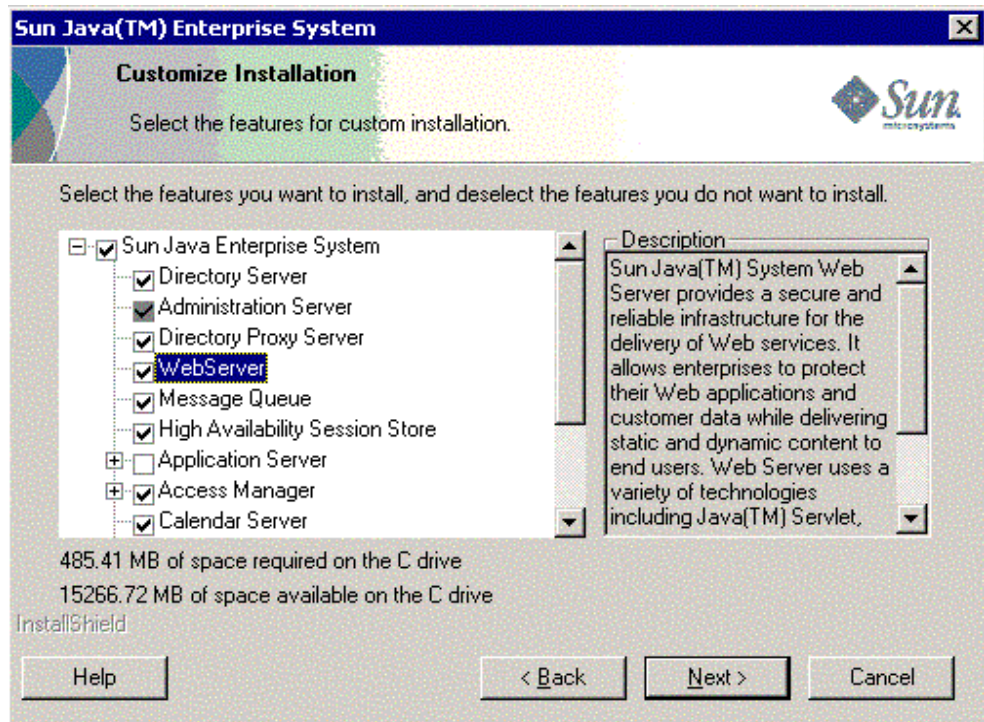 Sun Java(TM) Enterprise System
Customize Installation
Select the features for custom installation.
Sun
microsystems
Select the features you want to install, and deselect the features you do not want to install.
Sun Java Enterprise System
Directory Server
Administration Server
Directory Proxy Server
WebServer
Message Queue
High Availability Session Store
Application Server
Access Manager
Calendar Server
Description
Sun Java(TM) System Web
Server provides a secure and
reliable infrastructure for the
delivery of Web services. It
allows enterprises to protect
their Web applications and
customer data while delivering
static and dynamic content to
end users. Web Server uses a
variety of technologies
including Java(TM) Servlet,
485.41 MB of space required on the C drive
15266.72 MB of space available on the C drive
InstallShield
Help
< Back
Next >
Cancel